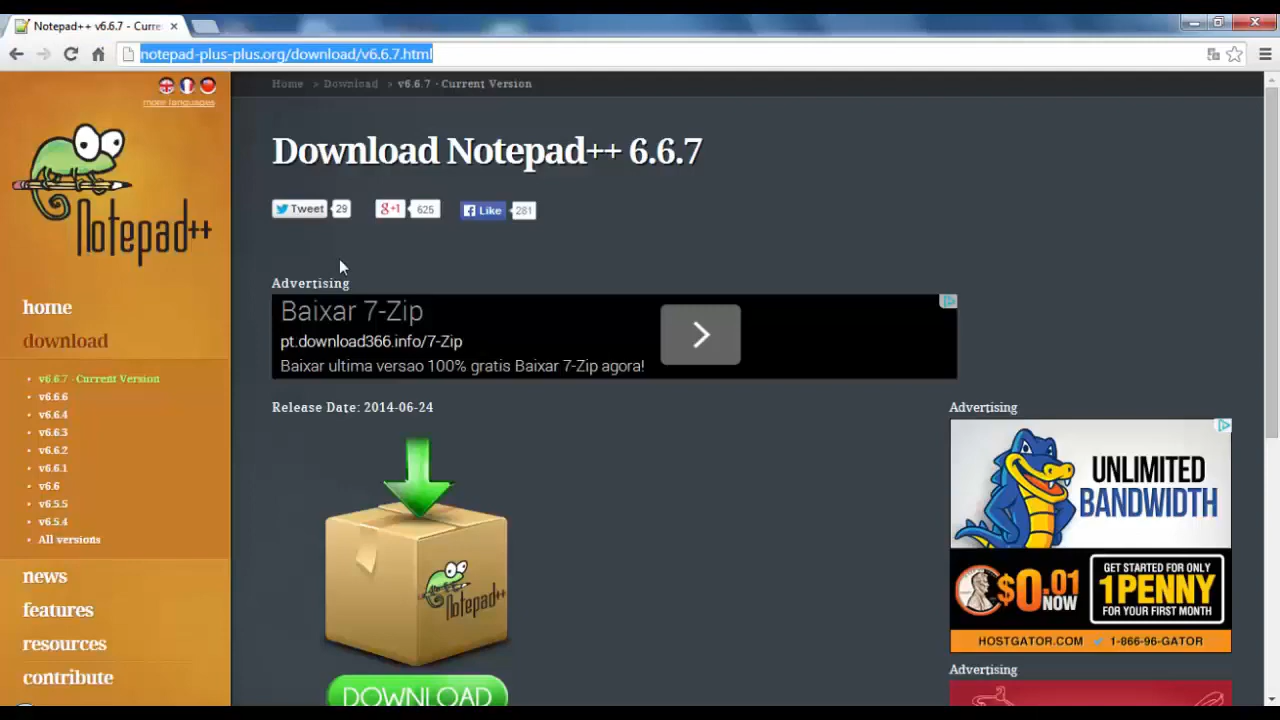 Notepad++ v6.6.7 - Curre
notepad-plus-plus.org/download/v6.6.7.html
more languages
Home > Download > v6.6.7 - Current Version
Notepad++
Download Notepad++ 6.6.7
Tweet 29
g+1 625
Like 281
Advertising
Baixar 7-Zip
pt.download366.info/7-Zip
Baixar ultima versao 100% gratis Baixar 7-Zip agora!
home
download
v6.6.7 - Current Version
v6.6.6
v6.6.4
v6.6.3
v6.6.2
v6.6.1
v6.6
v6.5.5
v6.5.4
All versions
news
features
resources
contribute
Release Date: 2014-06-24
Notepad++
DOWNLOAD
Advertising
UNLIMITED
BANDWIDTH
$0.01
NOW
GET STARTED FOR ONLY
1PENNY
FOR YOUR FIRST MONTH
HOSTGATOR.COM 1-866-96-GATOR
Advertising